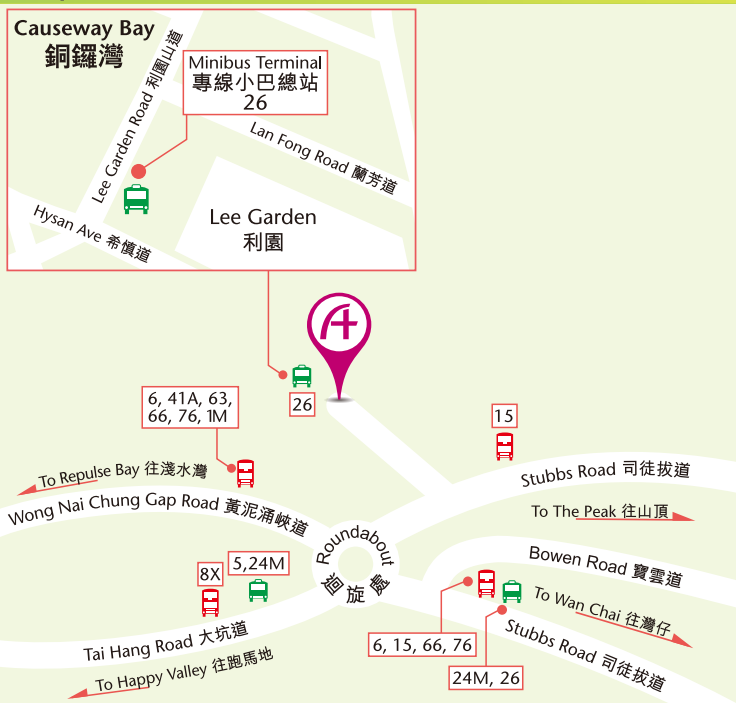 Causeway Bay
銅鑼灣
Minibus Terminal
專線小巴總站
26
Lee Garden Road 利園山道
Lan Fong Road 蘭芳道
Hysan Ave 希慎道
Lee Garden
利園
A+
26
6, 41A, 63,
66, 76, 1M
15
To Repulse Bay 往淺水灣
Stubbs Road 司徒拔道
Wong Nai Chung Gap Road 黃泥涌峽道
To The Peak 往山頂
Roundabout
迴旋處
Bowen Road 寶雲道
8X
5,24M
To Wan Chai 往灣仔
6, 15, 66, 76
24M, 26
Stubbs Road 司徒拔道
Tai Hang Road 大坑道
To Happy Valley 往跑馬地